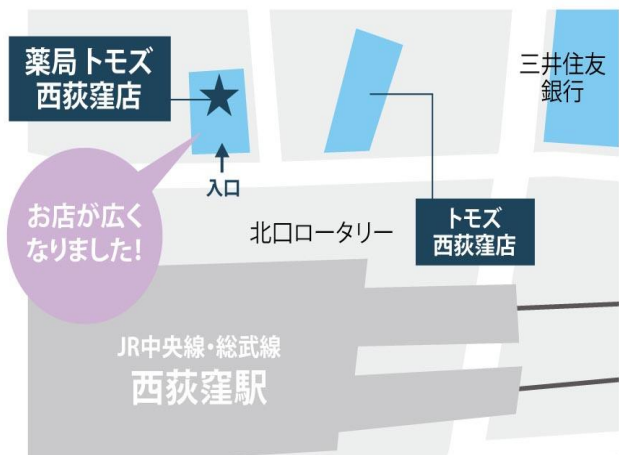 薬局トモズ
西荻窪店
三井住友
銀行
入口
お店が広く
なりました!
北口ロータリー
トモズ
西荻窪店
JR中央線・総武線
西荻窪駅